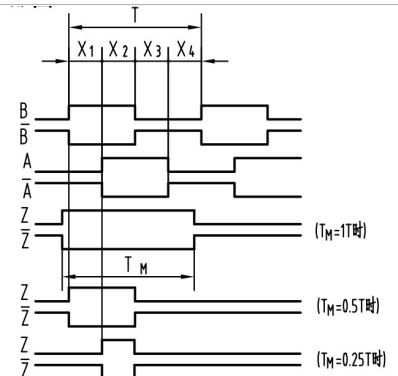 T
X1 X2 X3 X4
B
B̅
A
A̅
Z
Z̅
(TM=1T时)
TM
Z
Z̅
(TM=0.5T时)
Z
Z̅
(TM=0.25T时)